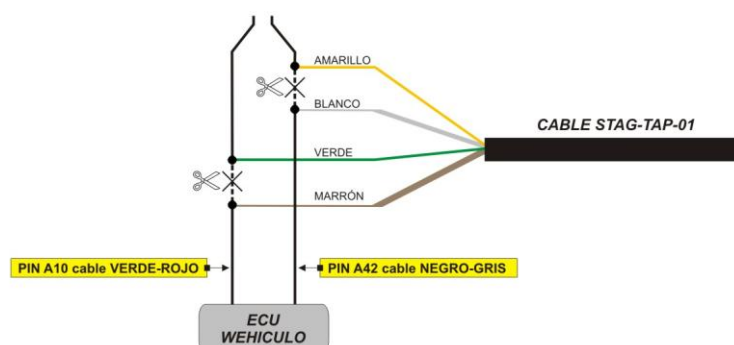 AMARILLO
BLANCO
CABLE STAG-TAP-01
VERDE
MARRÓN
PIN A10 cable VERDE-ROJO
PIN A42 cable NEGRO-GRIS
ECU
WEHICULO